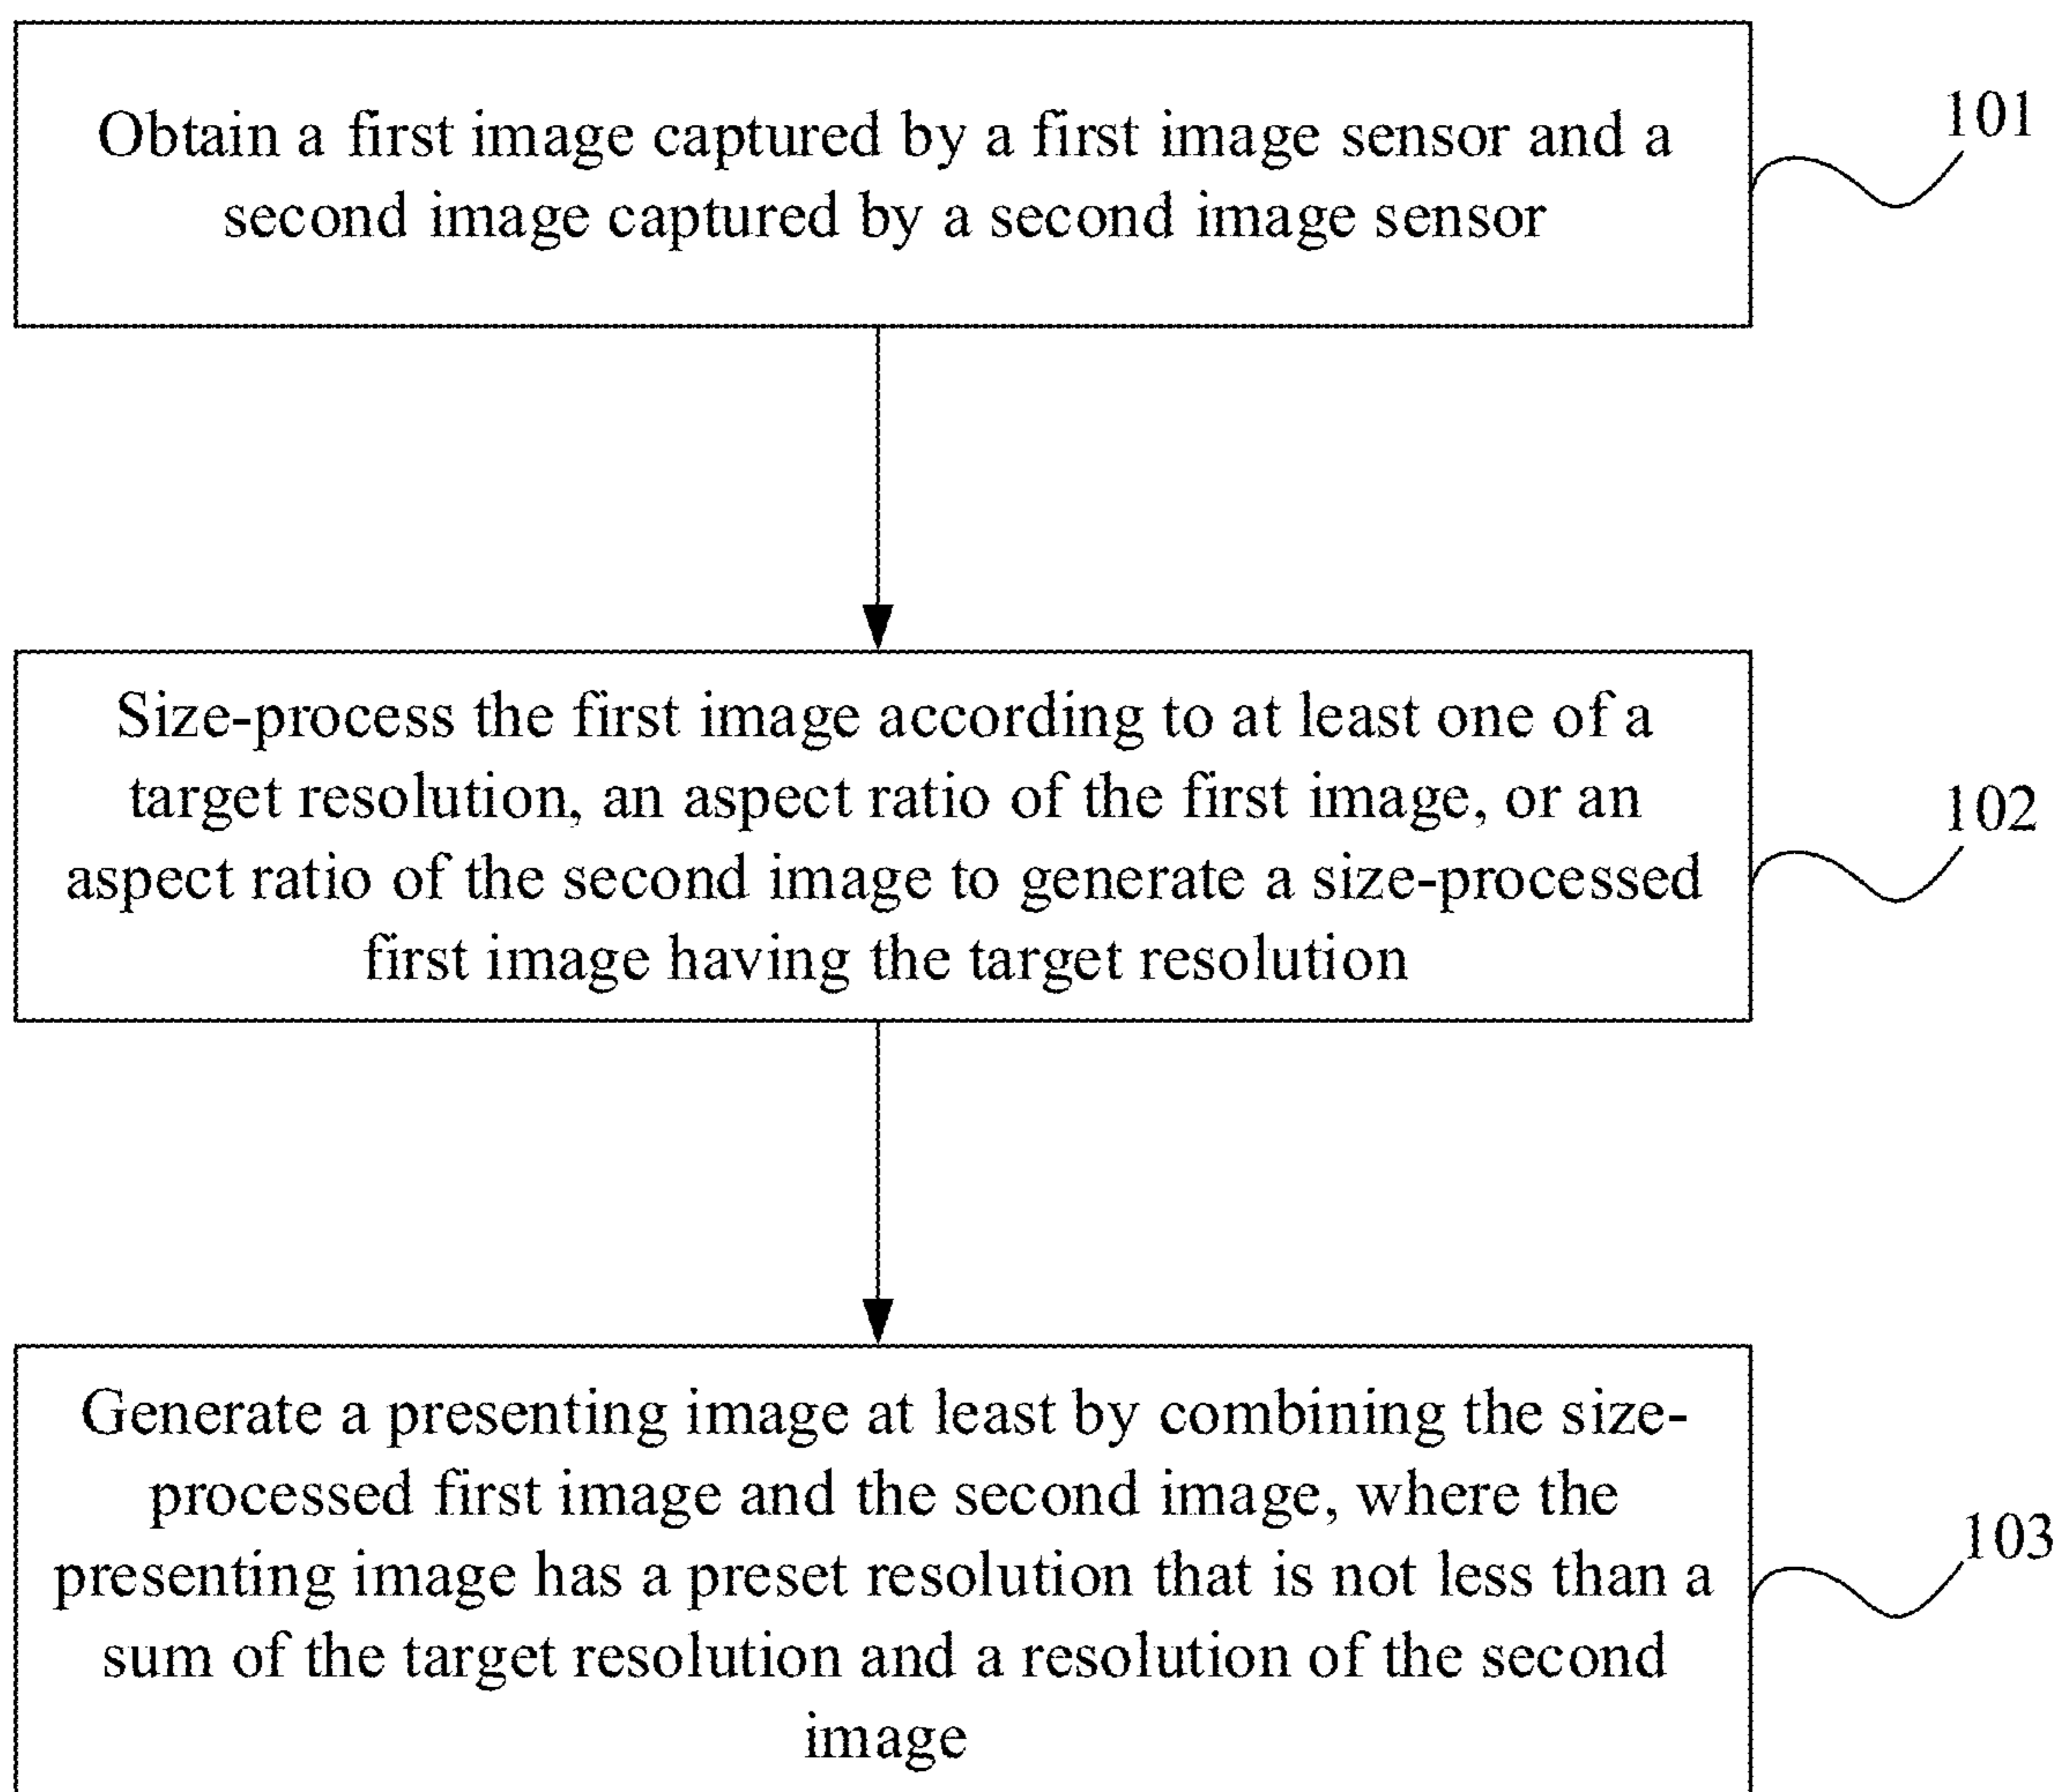 Obtain a first image captured by a first image sensor and a
second image captured by a second image sensor
101
Size-process the first image according to at least one of a
target resolution, an aspect ratio of the first image, or an
aspect ratio of the second image to generate a size-processed
first image having the target resolution
102
Generate a presenting image at least by combining the size-
processed first image and the second image, where the
presenting image has a preset resolution that is not less than a
sum of the target resolution and a resolution of the second
image
103